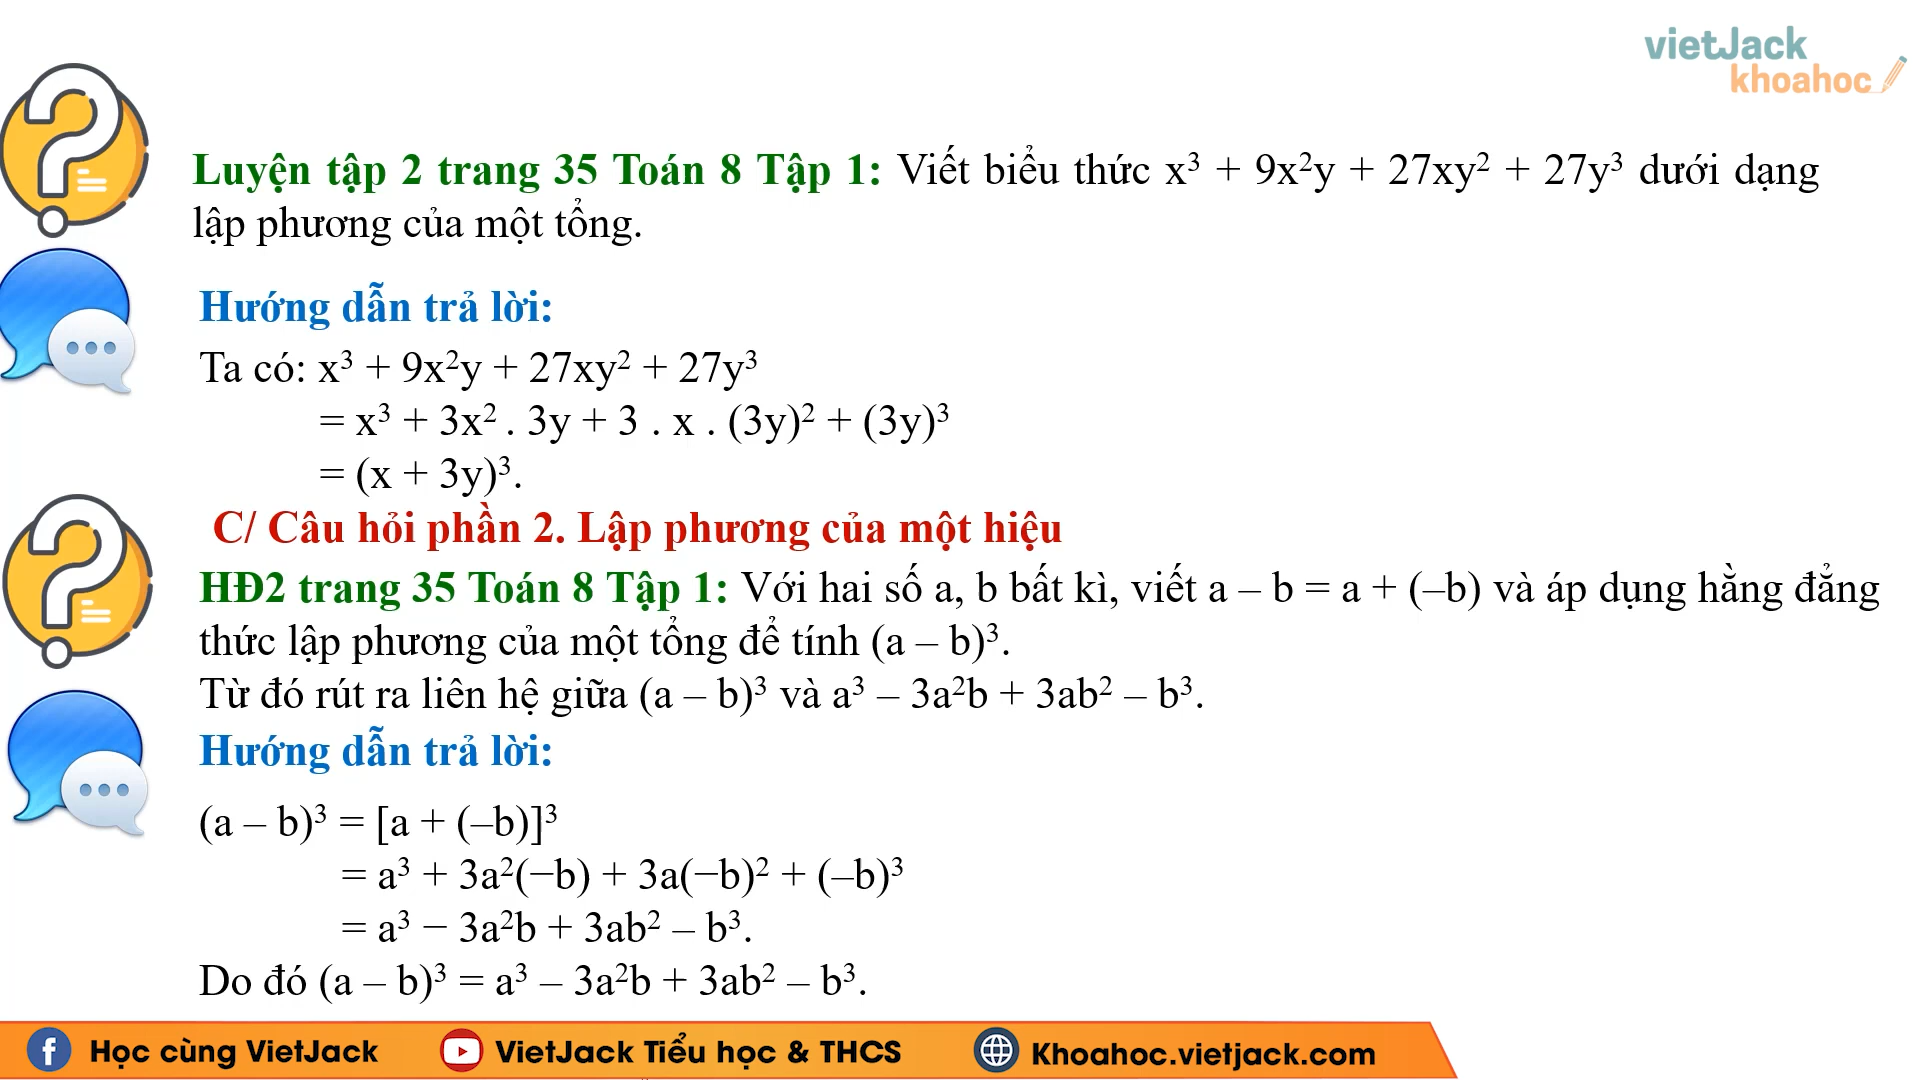 vietJack
khoahoc
Luyện tập 2 trang 35 Toán 8 Tập 1: Viết biểu thức x³ + 9x²y + 27xy² + 27y³ dưới dạng
lập phương của một tổng.
Hướng dẫn trả lời:
Ta có: x³ + 9x²y + 27xy² + 27y³
= x³ + 3x² . 3y + 3 . x . (3y)² + (3y)³
= (x + 3y)³.
C/ Câu hỏi phần 2. Lập phương của một hiệu
HĐ2 trang 35 Toán 8 Tập 1: Với hai số a, b bất kì, viết a – b = a + (–b) và áp dụng hằng đẳng
thức lập phương của một tổng để tính (a – b)³.
Từ đó rút ra liên hệ giữa (a – b)³ và a³ – 3a²b + 3ab² – b³.
Hướng dẫn trả lời:
(a – b)³ = [a + (–b)]³
= a³ + 3a²(−b) + 3a(−b)² + (–b)³
= a³ − 3a²b + 3ab² – b³.
Do đó (a – b)³ = a³ – 3a²b + 3ab² – b³.
Học cùng VietJack
VietJack Tiểu học & THCS
Khoahoc.vietjack.com